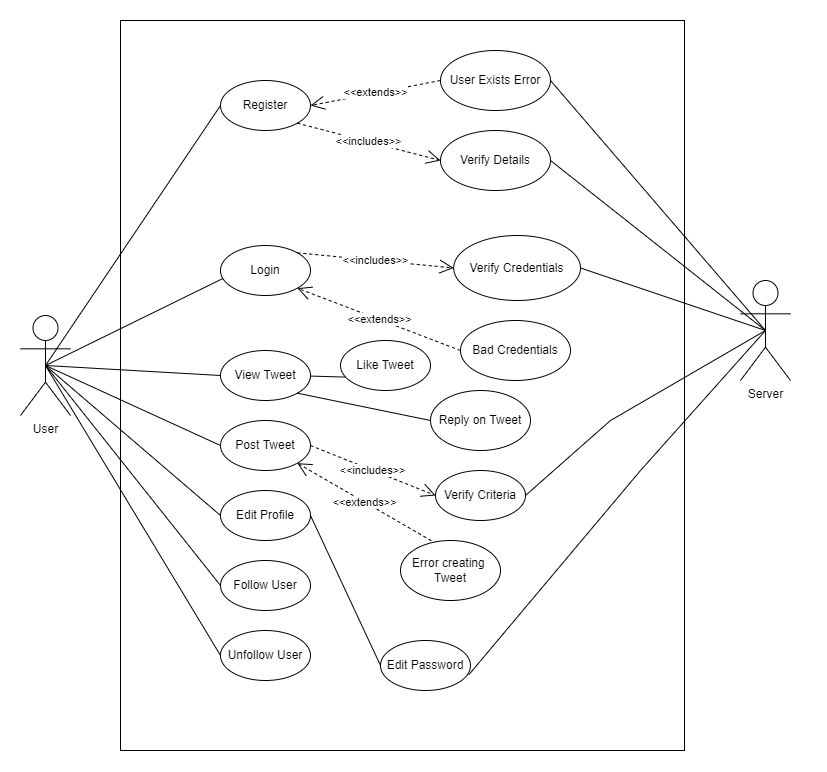 User Exists Error
<<extends>>
Register
<<includes>>
Verify Details
<<includes>>
Login
Verify Credentials
<<extends>>
Bad Credentials
Like Tweet
View Tweet
Server
Reply on Tweet
User
Post Tweet
<<includes>>
Verify Criteria
<<extends>>
Edit Profile
Error creating
Tweet
Follow User
Unfollow User
Edit Password